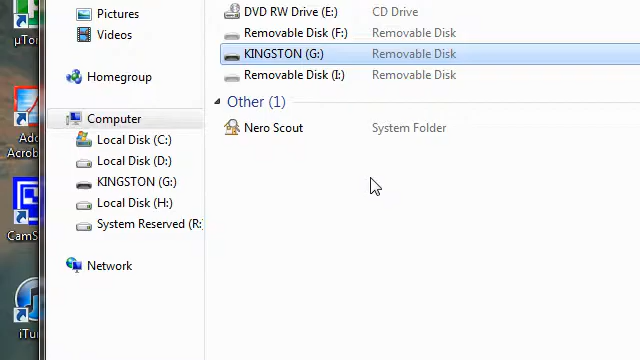 Pictures
Videos
Homegroup
Computer
Local Disk (C:)
Local Disk (D:)
KINGSTON (G:)
Local Disk (H:)
System Reserved (R:
Network
DVD RW Drive (E:) CD Drive
Removable Disk (F:) Removable Disk
KINGSTON (G:) Removable Disk
Removable Disk (I:) Removable Disk
Other (1)
Nero Scout System Folder
µTor
Ado
Acrob
CamS
iTu